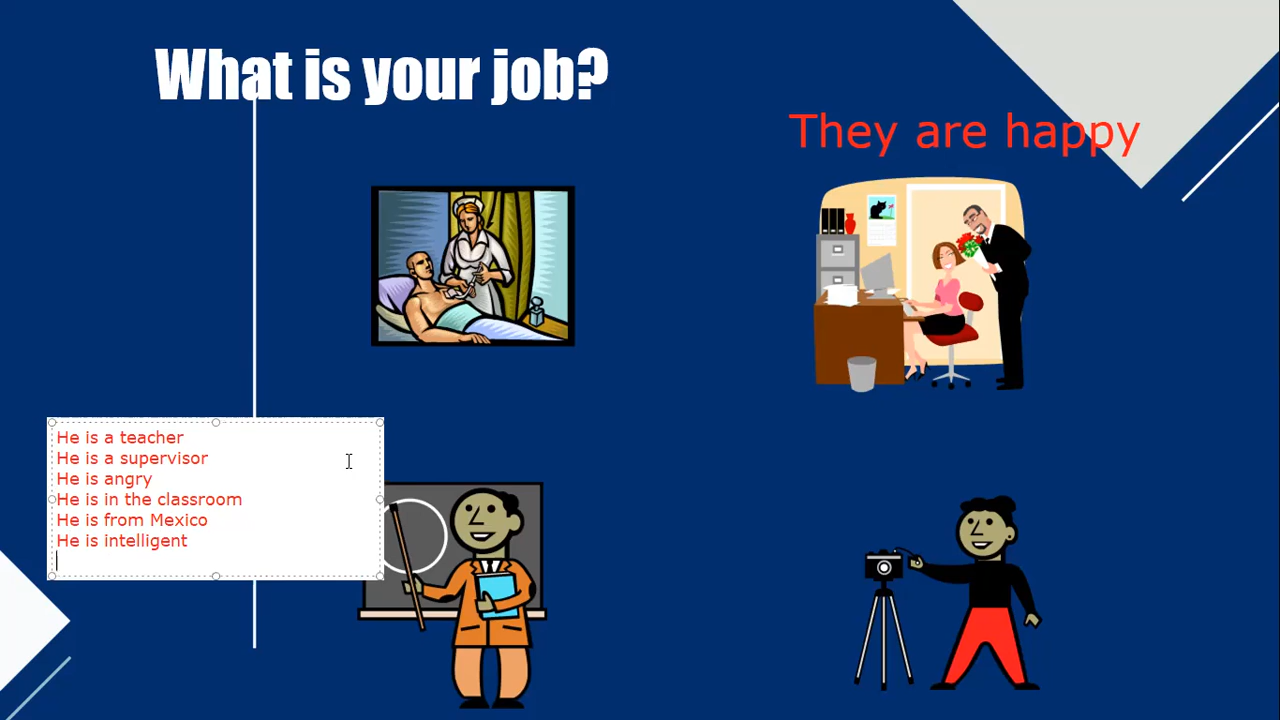 What is your job?
They are happy
He is a teacher
He is a supervisor
He is angry
He is in the classroom
He is from Mexico
He is intelligent